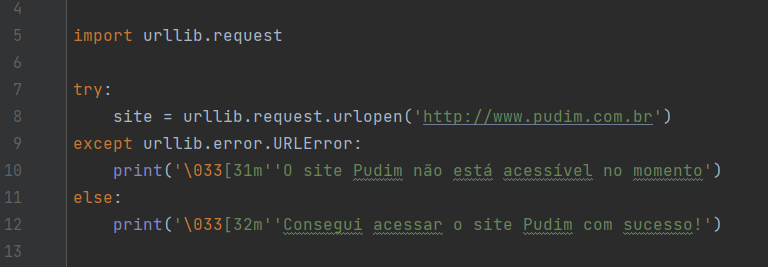 4
5 import urllib.request
6
7 try:
8     site = urllib.request.urlopen('http://www.pudim.com.br')
9 except urllib.error.URLError:
10     print('\033[31m''O site Pudim não está acessível no momento')
11 else:
12     print('\033[32m''Consegui acessar o site Pudim com sucesso!')
13